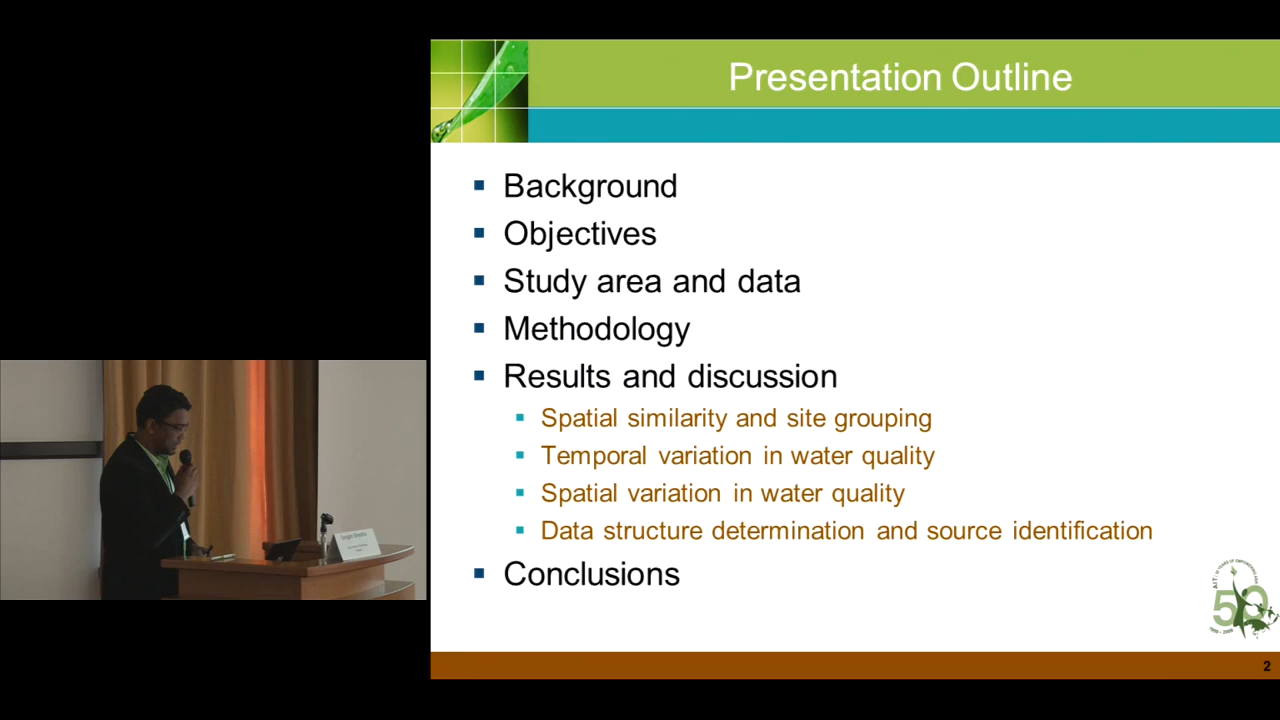 Presentation Outline
Background
Objectives
Study area and data
Methodology
Results and discussion
Spatial similarity and site grouping
Temporal variation in water quality
Spatial variation in water quality
Data structure determination and source identification
Conclusions
50
2